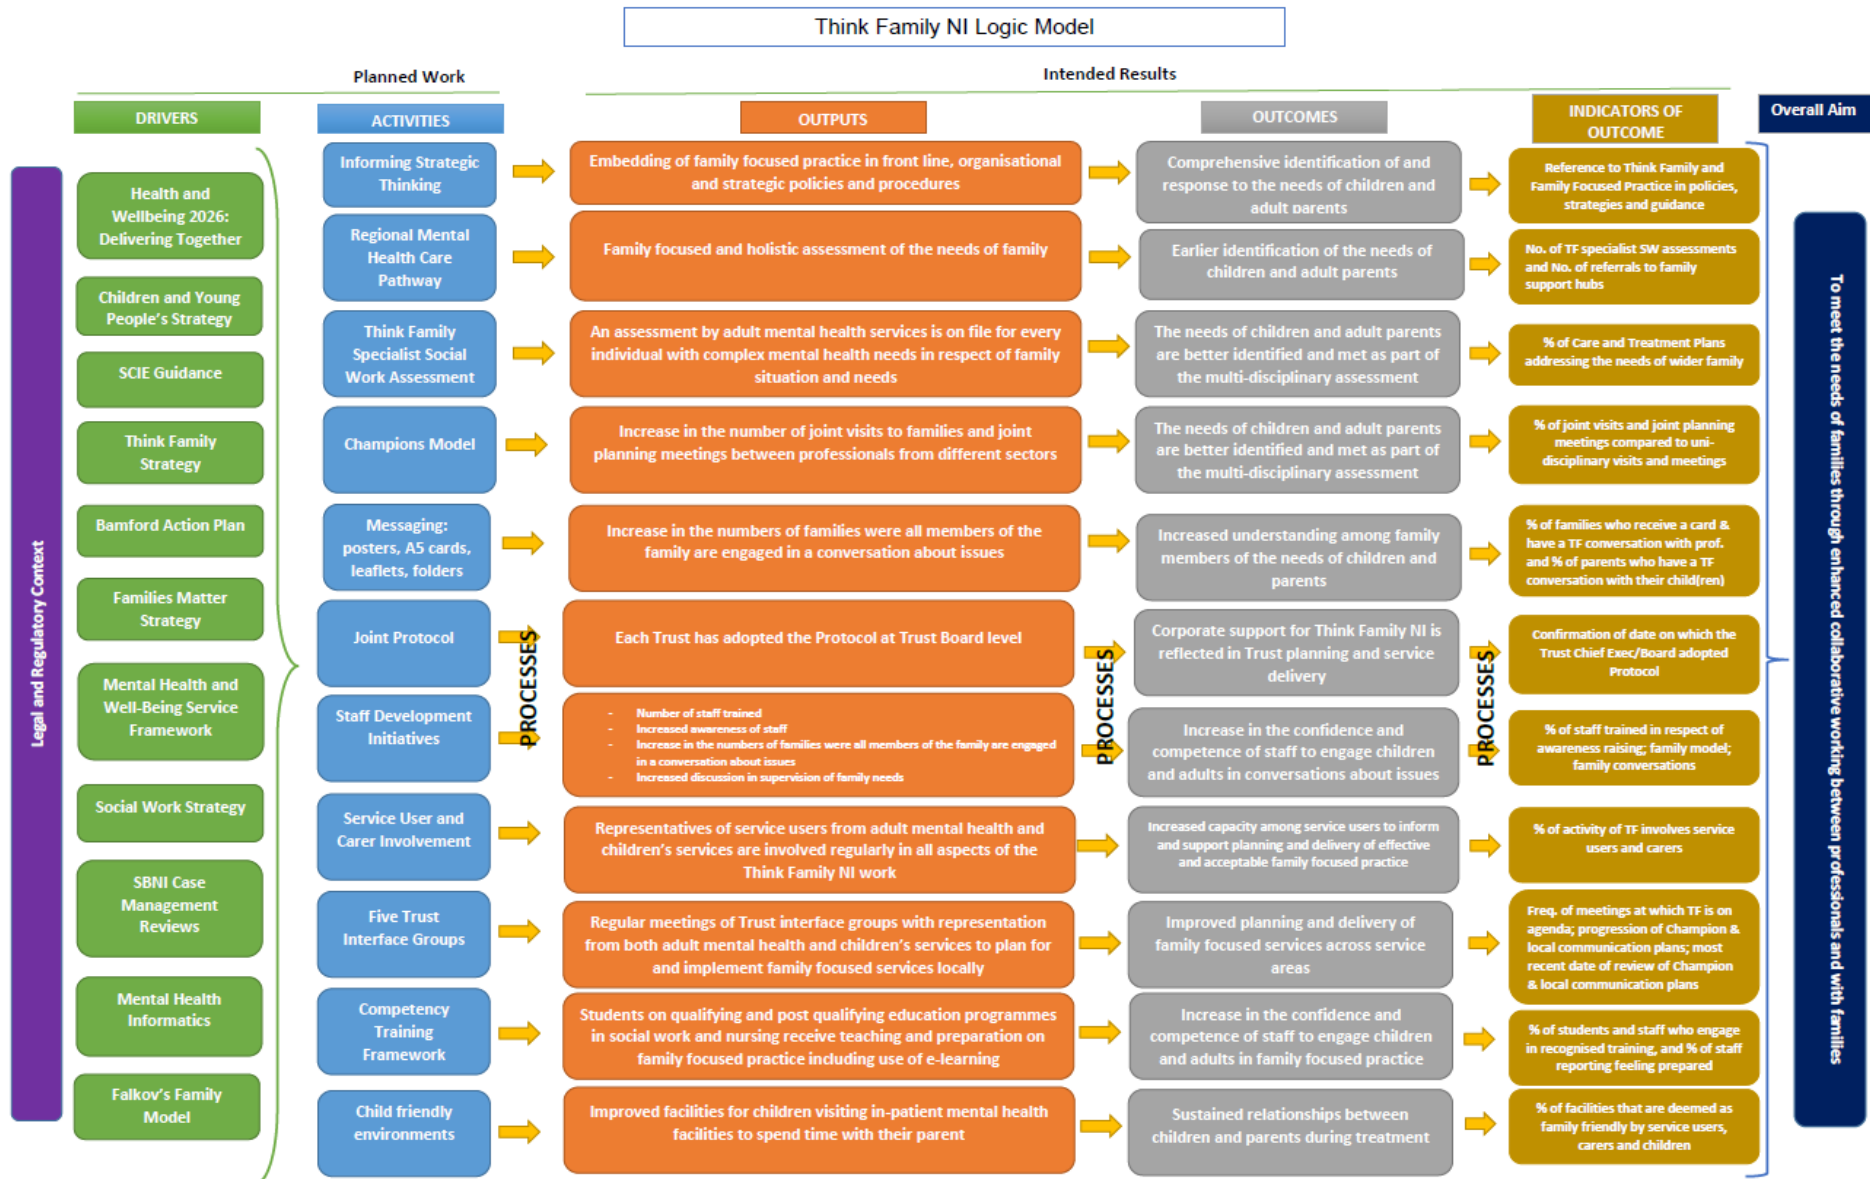 Think Family NI Logic Model
Planned Work
Intended Results
DRIVERS
ACTIVITIES
OUTPUTS
OUTCOMES
INDICATORS OF
OUTCOME
Overall Aim
Legal and Regulatory Context
Health and
Wellbeing 2026:
Delivering Together
Children and Young
People's Strategy
SCIE Guidance
Think Family
Strategy
Bamford Action Plan
Families Matter
Strategy
Mental Health and
Well-Being Service
Framework
Social Work Strategy
SBNI Case
Management
Reviews
Mental Health
Informatics
Falkov's Family
Model
Informing Strategic
Thinking
Embedding of family focused practice in front line, organisational
and strategic policies and procedures
Comprehensive identification of and
response to the needs of children and
adult parents
Reference to Think Family and
Family Focused Practice in policies,
strategies and guidance
Regional Mental
Health Care
Pathway
Family focused and holistic assessment of the needs of family
Earlier identification of the needs of
children and adult parents
No. of TF specialist SW assessments
and No. of referrals to family
support hubs
Think Family
Specialist Social
Work Assessment
An assessment by adult mental health services is on file for every
individual with complex mental health needs in respect of family
situation and needs
The needs of children and adult parents
are better identified and met as part of
the multi-disciplinary assessment
% of Care and Treatment Plans
addressing the needs of wider family
Champions Model
Increase in the number of joint visits to families and joint
planning meetings between professionals from different sectors
The needs of children and adult parents
are better identified and met as part of
the multi-disciplinary assessment
% of joint visits and joint planning
meetings compared to uni-
disciplinary visits and meetings
Messaging:
posters, A5 cards,
leaflets, folders
Increase in the numbers of families were all members of the
family are engaged in a conversation about issues
Increased understanding among family
members of the needs of children and
parents
% of families who receive a card &
have a TF conversation with prof.
and % of parents who have a TF
conversation with their child(ren)
Joint Protocol
PROCESSES
Each Trust has adopted the Protocol at Trust Board level
PROCESSES
Corporate support for Think Family NI is
reflected in Trust planning and service
delivery
PROCESSES
Confirmation of date on which the
Trust Chief Exec/Board adopted
Protocol
Staff Development
Initiatives
- Number of staff trained
- Increased awareness of staff
- Increase in the numbers of families were all members of the family are engaged
in a conversation about issues
- Increased discussion in supervision of family needs
Increase in the confidence and
competence of staff to engage children
and adults in conversations about issues
% of staff trained in respect of
awareness raising; family model;
family conversations
Service User and
Carer Involvement
Representatives of service users from adult mental health and
children's services are involved regularly in all aspects of the
Think Family NI work
Increased capacity among service users to inform
and support planning and delivery of effective
and acceptable family focused practice
% of activity of TF involves service
users and carers
Five Trust
Interface Groups
Regular meetings of Trust interface groups with representation
from both adult mental health and children's services to plan for
and implement family focused services locally
Improved planning and delivery of
family focused services across service
areas
Freq. of meetings at which TF is on
agenda; progression of Champion &
local communication plans; most
recent date of review of Champion
& local communication plans
Competency
Training
Framework
Students on qualifying and post qualifying education programmes
in social work and nursing receive teaching and preparation on
family focused practice including use of e-learning
Increase in the confidence and
competence of staff to engage children
and adults in family focused practice
% of students and staff who engage
in recognised training, and % of staff
reporting feeling prepared
Child friendly
environments
Improved facilities for children visiting in-patient mental health
facilities to spend time with their parent
Sustained relationships between
children and parents during treatment
% of facilities that are deemed as
family friendly by service users,
carers and children
To meet the needs of families through enhanced collaborative working between professionals and with families